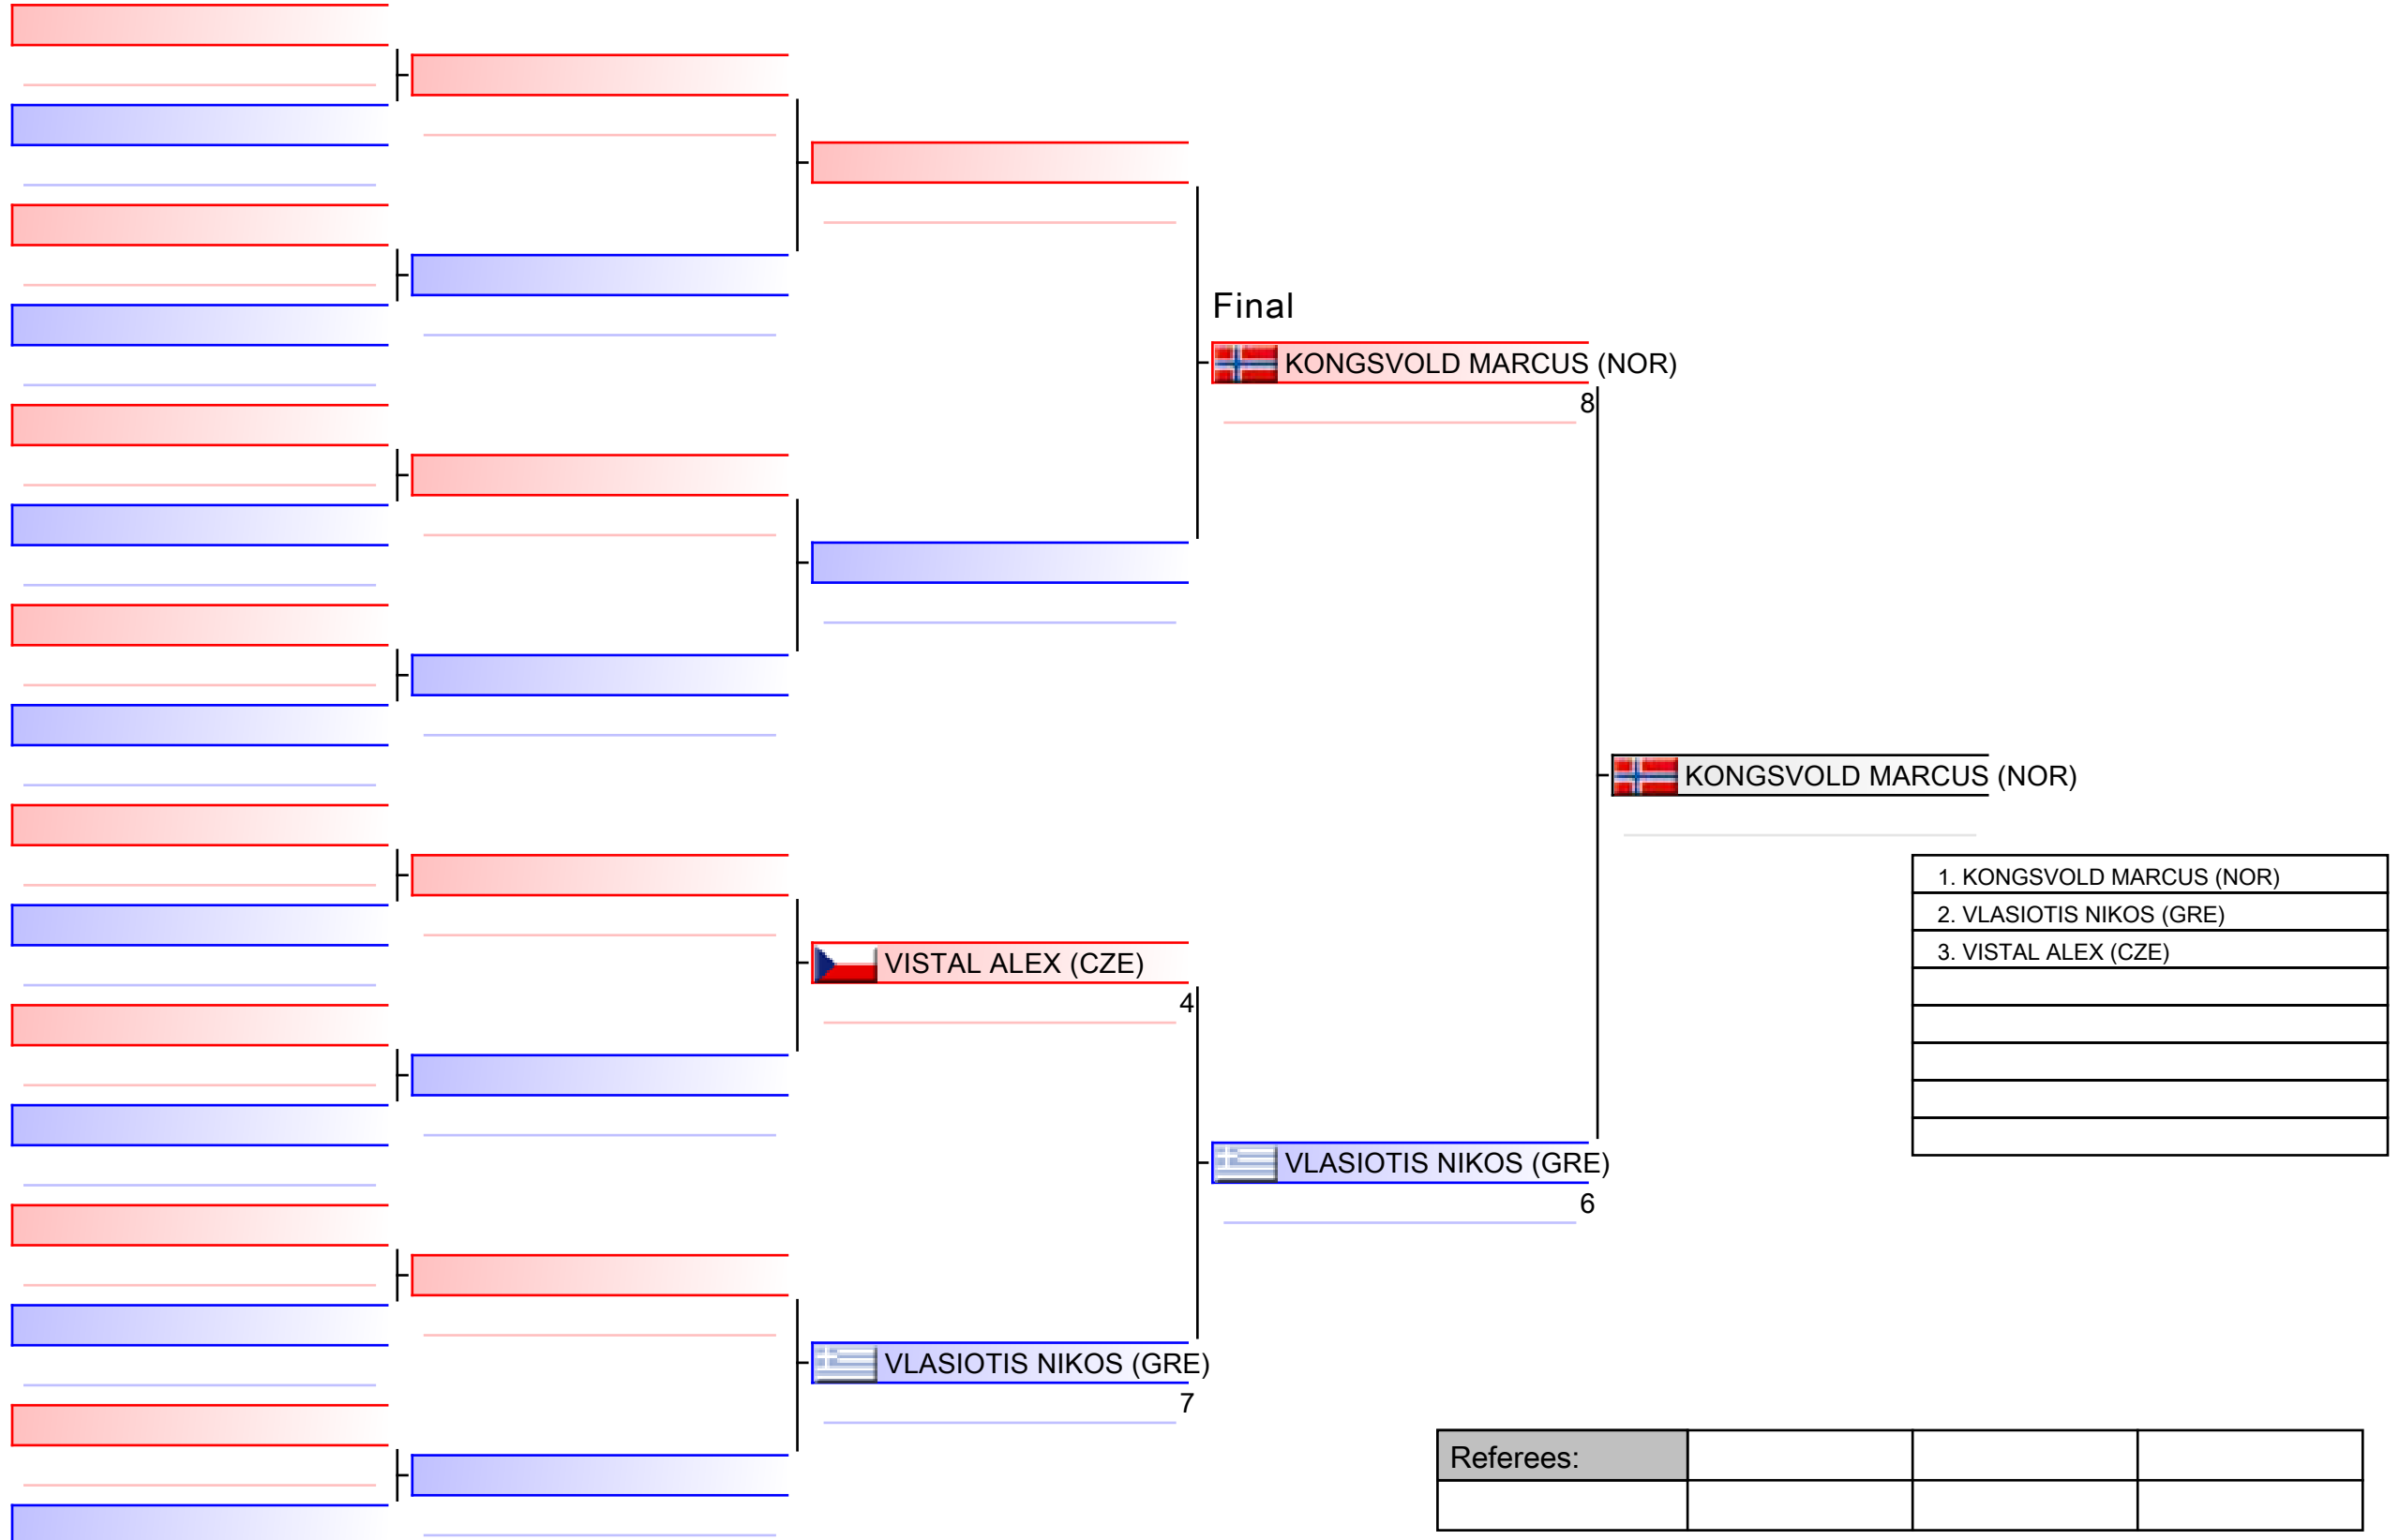 Final
KONGSVOLD MARCUS (NOR)
8
KONGSVOLD MARCUS (NOR)
1. KONGSVOLD MARCUS (NOR)
2. VLASIOTIS NIKOS (GRE)
3. VISTAL ALEX (CZE)
VISTAL ALEX (CZE)
4
VLASIOTIS NIKOS (GRE)
6
VLASIOTIS NIKOS (GRE)
7
Referees: